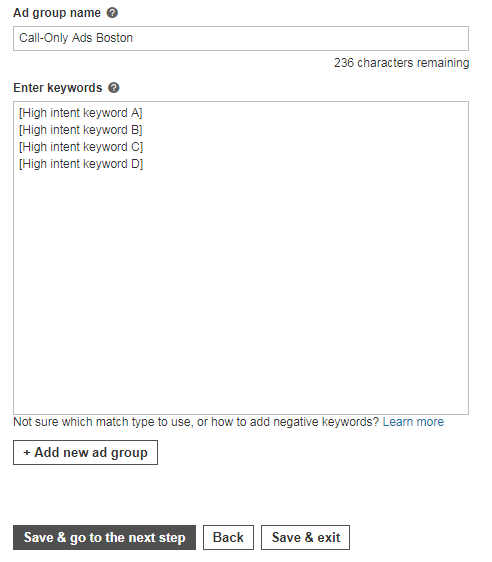 Ad group name ?
Call-Only Ads Boston
236 characters remaining
Enter keywords ?
[High intent keyword A]
[High intent keyword B]
[High intent keyword C]
[High intent keyword D]
Not sure which match type to use, or how to add negative keywords? Learn more
+ Add new ad group
Save & go to the next step Back Save & exit